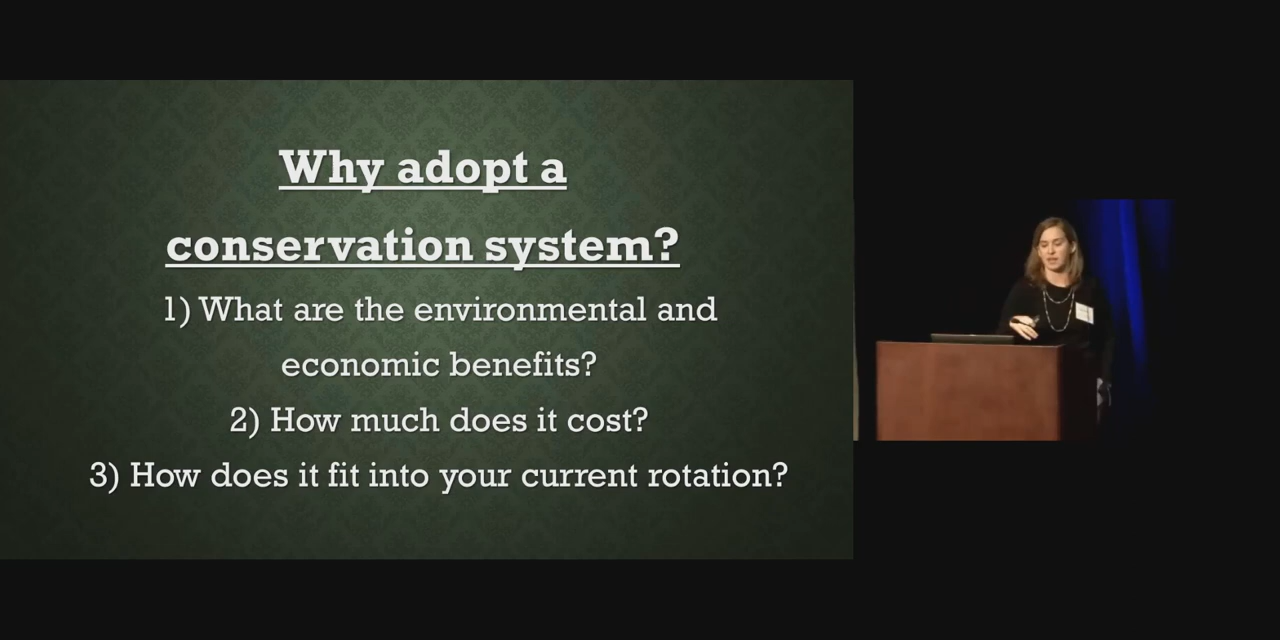 Why adopt a
conservation system?
1) What are the environmental and
economic benefits?
2) How much does it cost?
3) How does it fit into your current rotation?